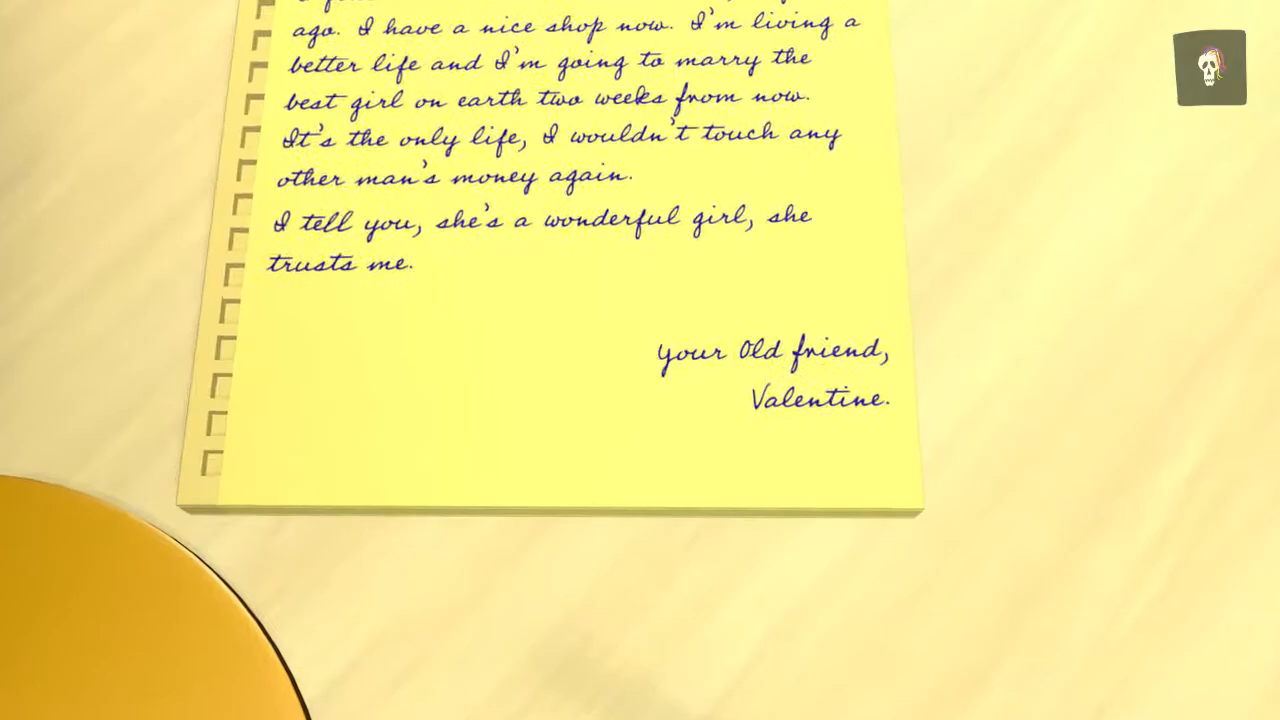 ago. I have a nice shop now. I'm living a
better life and I'm going to marry the
best girl on earth two weeks from now.
It's the only life, I wouldn't touch any
other man's money again.
I tell you, she's a wonderful girl, she
trusts me.
your Old friend,
Valentine.